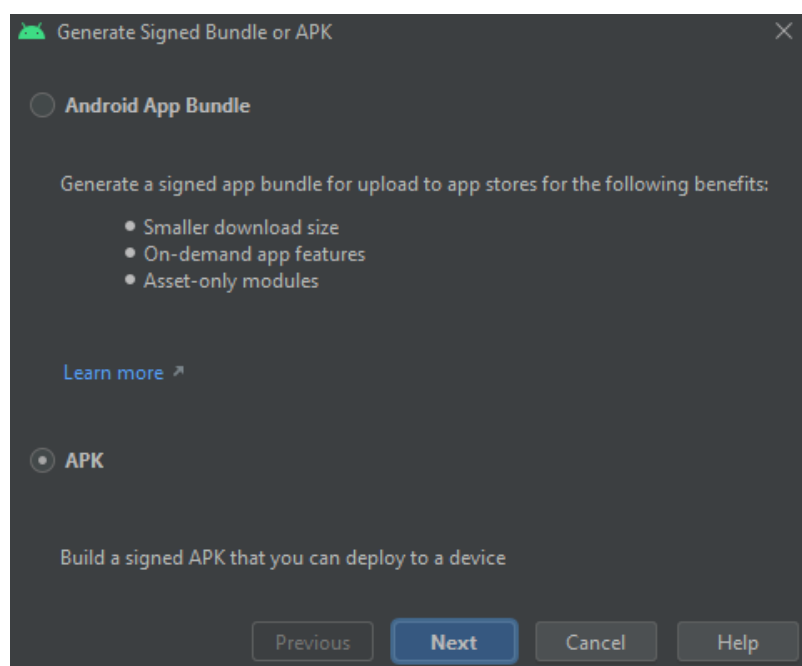 Generate Signed Bundle or APK
Android App Bundle
Generate a signed app bundle for upload to app stores for the following benefits:
Smaller download size
On-demand app features
Asset-only modules
Learn more ↗
APK
Build a signed APK that you can deploy to a device
Previous Next Cancel Help